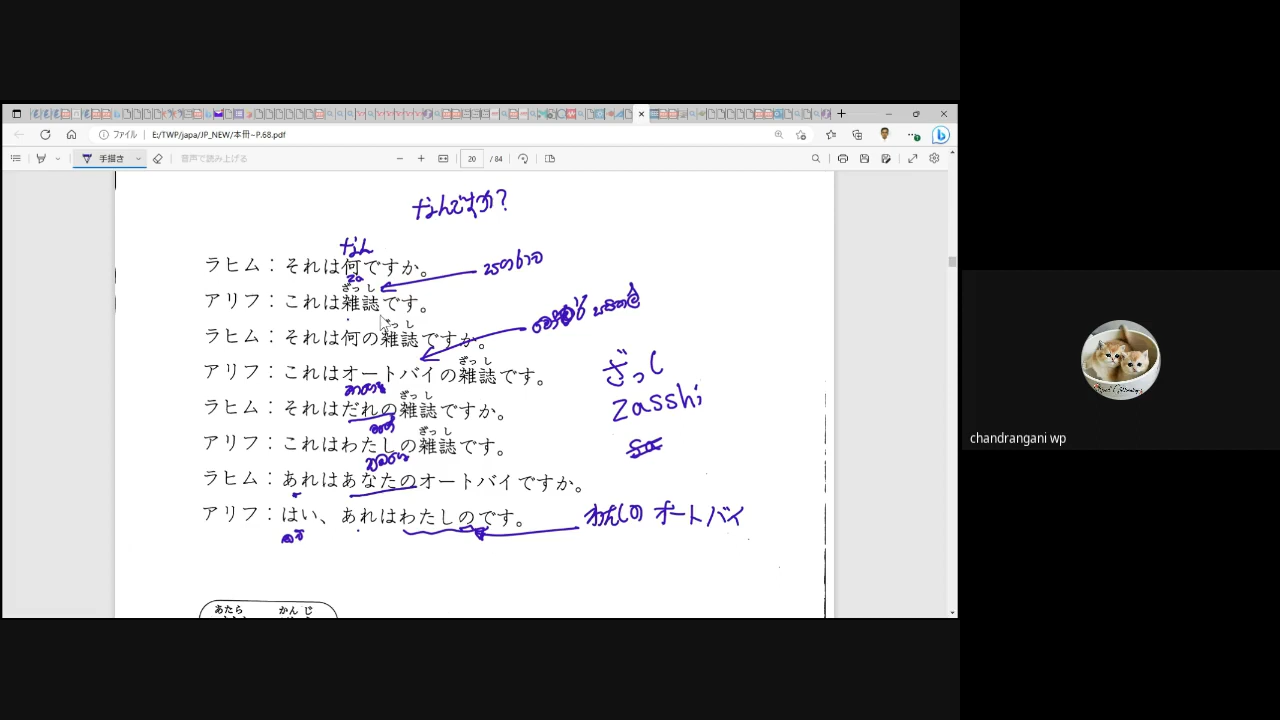 ファイル E:/TWP/japa/JP_NEW/本冊~P.68.pdf
手描き 音声で読み上げる 20 / 84
なんですか?
なん
ラヒム：それは何ですか。
za
ざっし
アリフ：これは雑誌です。
ざっし
ラヒム：それは何の雑誌ですか。
ざっし
アリフ：これはオートバイの雑誌です。
ざっし
zasshi
ざっし
ラヒム：それはだれの雑誌ですか。
ざっし
アリフ：これはわたしの雑誌です。
ラヒム：あれはあなたのオートバイですか。
アリフ：はい、あれはわたしのです。
わたしの オートバイ
あたら かんじ
chandrangani wp